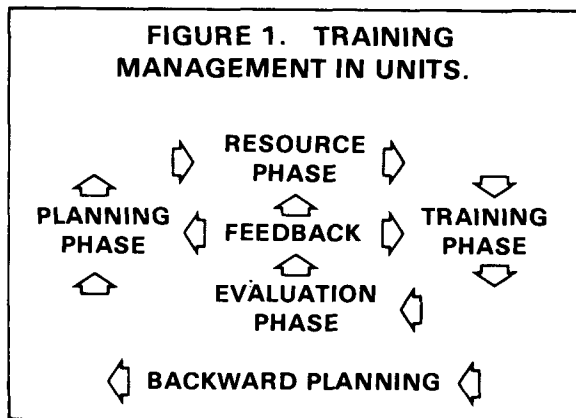 FIGURE 1. TRAINING
MANAGEMENT IN UNITS.
RESOURCE
PHASE
PLANNING
PHASE
FEEDBACK
TRAINING
PHASE
EVALUATION
PHASE
BACKWARD PLANNING